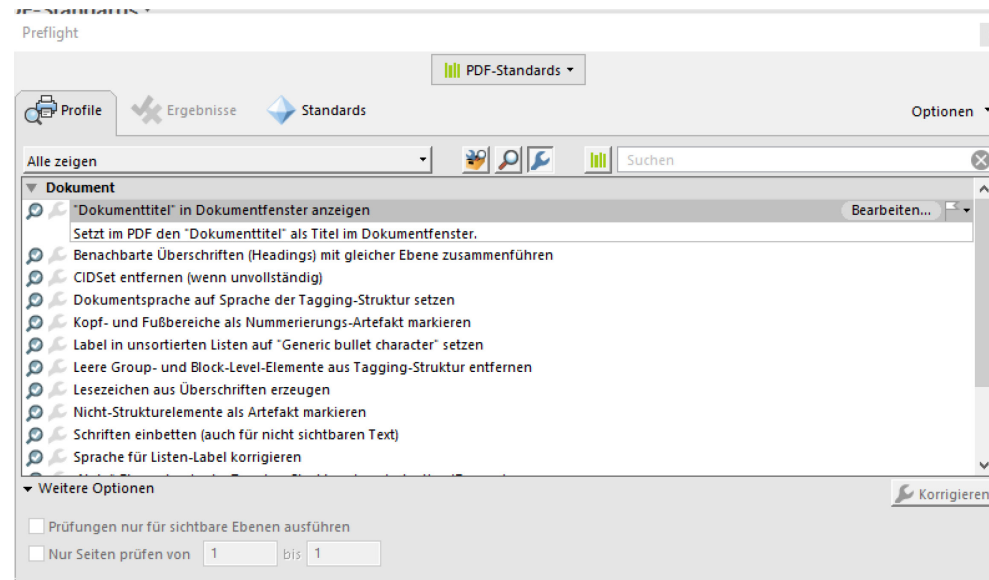 Preflight
PDF-Standards
Profile
Ergebnisse
Standards
Optionen
Alle zeigen
Suchen
Dokument
"Dokumenttitel" in Dokumentfenster anzeigen
Bearbeiten...
Setzt im PDF den "Dokumenttitel" als Titel im Dokumentfenster.
Benachbarte Überschriften (Headings) mit gleicher Ebene zusammenführen
CIDSet entfernen (wenn unvollständig)
Dokumentsprache auf Sprache der Tagging-Struktur setzen
Kopf- und Fußbereiche als Nummerierungs-Artefakt markieren
Label in unsortierten Listen auf "Generic bullet character" setzen
Leere Group- und Block-Level-Elemente aus Tagging-Struktur entfernen
Lesezeichen aus Überschriften erzeugen
Nicht-Strukturelemente als Artefakt markieren
Schriften einbetten (auch für nicht sichtbaren Text)
Sprache für Listen-Label korrigieren
Weitere Optionen
Korrigieren
Prüfungen nur für sichtbare Ebenen ausführen
Nur Seiten prüfen von 1 bis 1